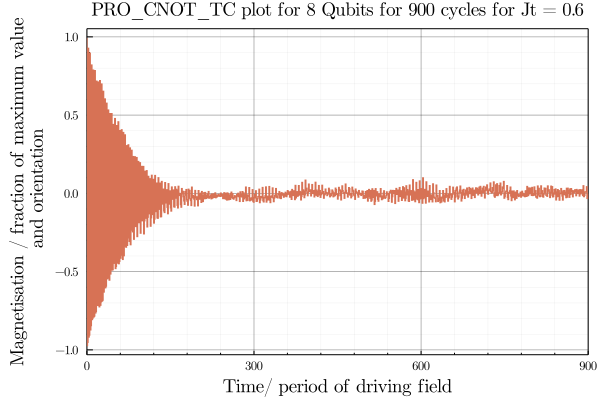 PRO_CNOT_TC plot for 8 Qubits for 900 cycles for Jt = 0.6
Magnetisation / fraction of maximum value
and orientation
1.0
0.5
0.0
−0.5
−1.0
0
300
600
900
Time/ period of driving field